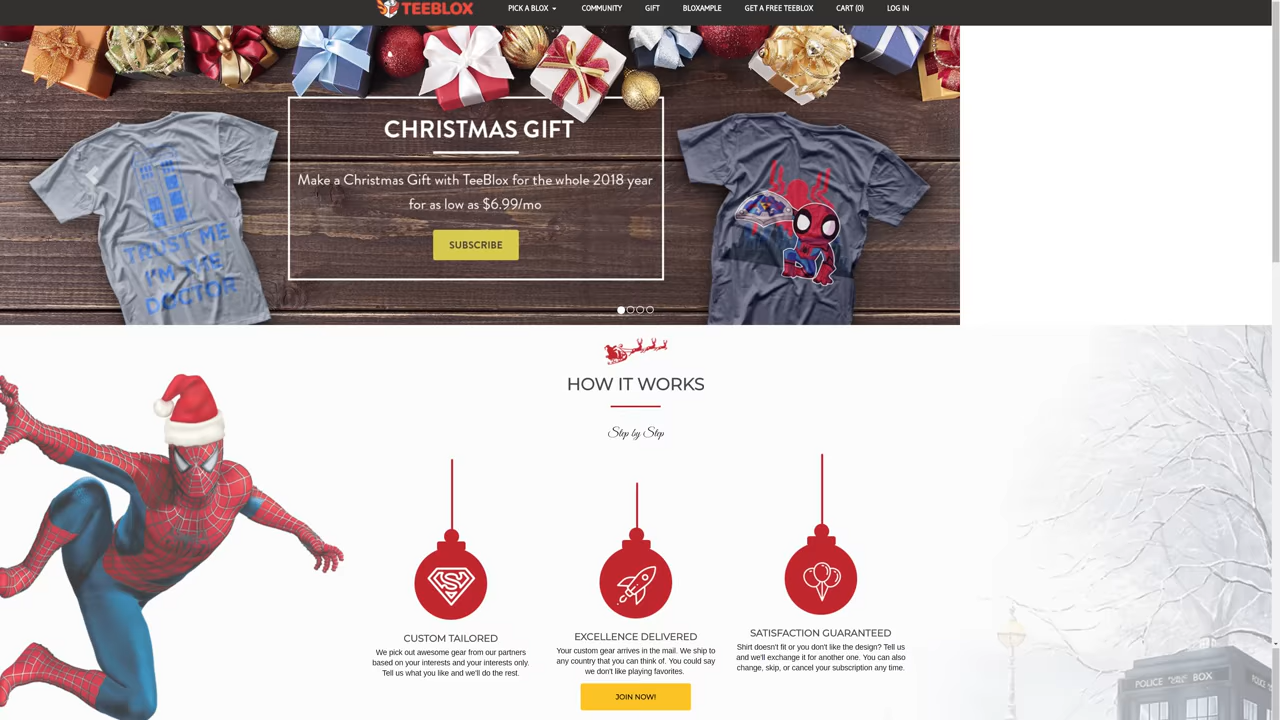 TEEBLOX
PICK A BLOX
COMMUNITY
GIFT
BLOXAMPLE
GET A FREE TEEBLOX
CART (0)
LOG IN
CHRISTMAS GIFT
Make a Christmas Gift with TeeBlox for the whole 2018 year
for as low as $6.99/mo
SUBSCRIBE
TRUST ME
I'M THE
DOCTOR
HOW IT WORKS
Step by Step
CUSTOM TAILORED
We pick out awesome gear from our partners
based on your interests and your interests only.
Tell us what you like and we'll do the rest.
EXCELLENCE DELIVERED
Your custom gear arrives in the mail. We ship to
any country that you can think of. You could say
we don't like playing favorites.
SATISFACTION GUARANTEED
Shirt doesn't fit or you don't like the design? Tell us
and we'll exchange it for another one. You can also
change, skip, or cancel your subscription any time.
JOIN NOW!
POLICE PUBLIC CALL BOX